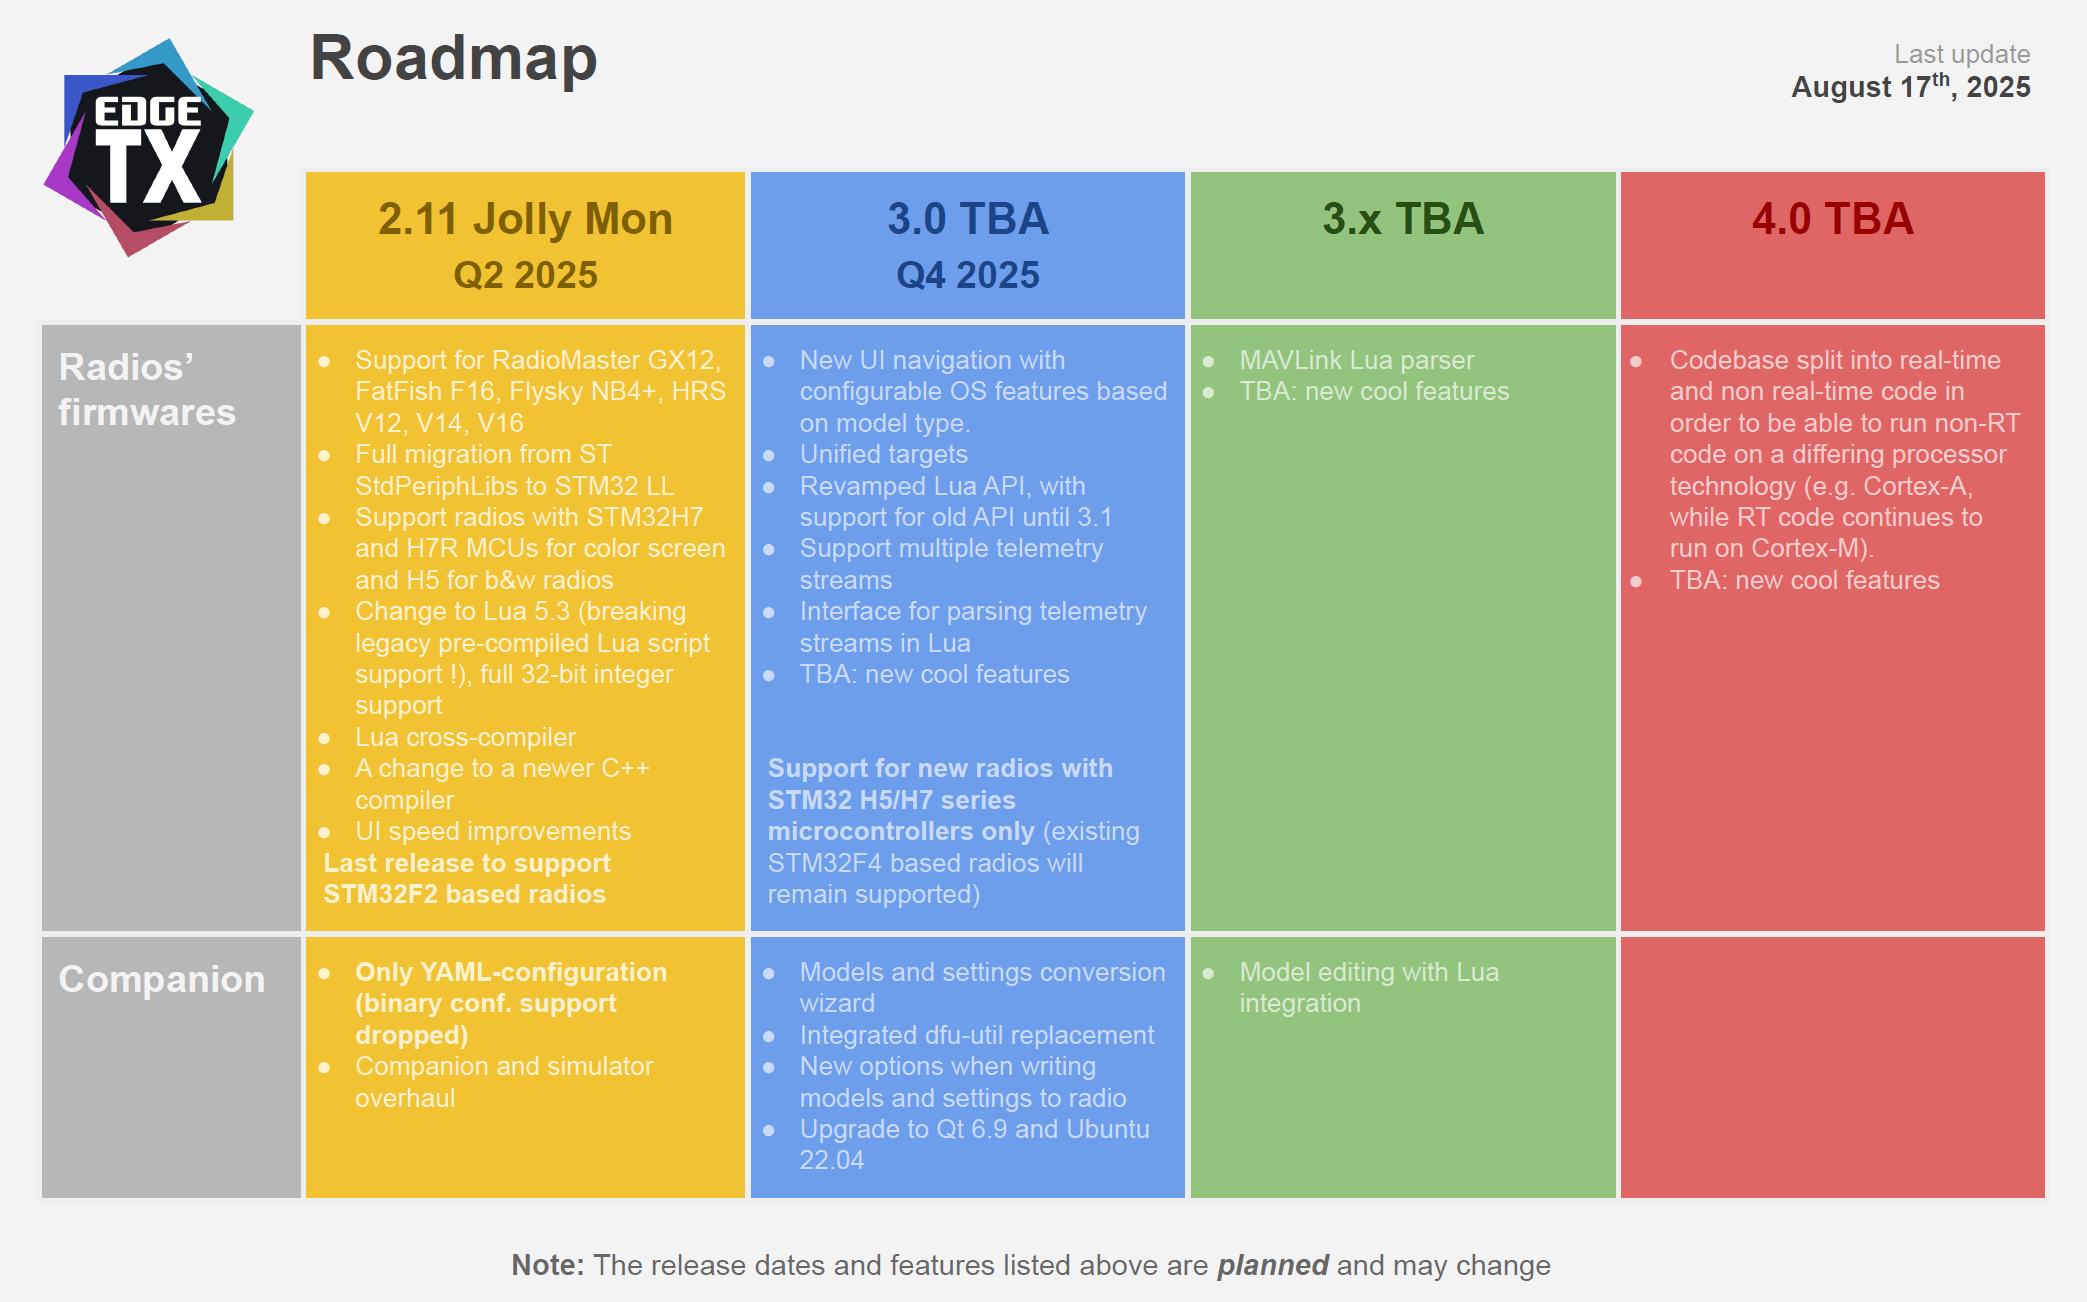 EDGE
TX
Roadmap
Last update
August 17th, 2025
2.11 Jolly Mon
Q2 2025
3.0 TBA
Q4 2025
3.x TBA
4.0 TBA
Radios’
firmwares
● Support for RadioMaster GX12,
FatFish F16, Flysky NB4+, HRS
V12, V14, V16
● Full migration from ST
StdPeriphLibs to STM32 LL
● Support radios with STM32H7
and H7R MCUs for color screen
and H5 for b&w radios
● Change to Lua 5.3 (breaking
legacy pre-compiled Lua script
support !), full 32-bit integer
support
● Lua cross-compiler
● A change to a newer C++
compiler
● UI speed improvements
Last release to support
STM32F2 based radios
● New UI navigation with
configurable OS features based
on model type.
● Unified targets
● Revamped Lua API, with
support for old API until 3.1
● Support multiple telemetry
streams
● Interface for parsing telemetry
streams in Lua
● TBA: new cool features
Support for new radios with
STM32 H5/H7 series
microcontrollers only (existing
STM32F4 based radios will
remain supported)
● MAVLink Lua parser
● TBA: new cool features
● Codebase split into real-time
and non real-time code in
order to be able to run non-RT
code on a differing processor
technology (e.g. Cortex-A,
while RT code continues to
run on Cortex-M).
● TBA: new cool features
Companion
● Only YAML-configuration
(binary conf. support
dropped)
● Companion and simulator
overhaul
● Models and settings conversion
wizard
● Integrated dfu-util replacement
● New options when writing
models and settings to radio
● Upgrade to Qt 6.9 and Ubuntu
22.04
● Model editing with Lua
integration
Note: The release dates and features listed above are planned and may change